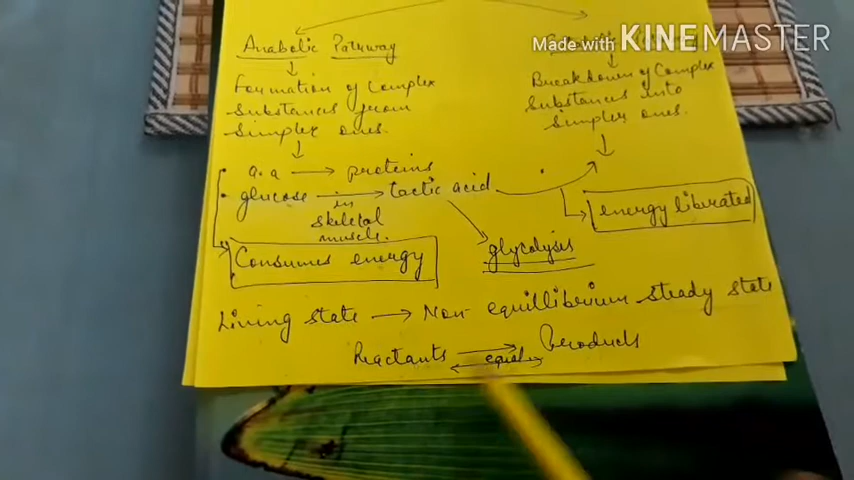 Made with KINEMASTER
Anabolic Pathway
Formation of Complex
Substances from
Simpler ones.
Breakdown of Complex
Substances into
Simpler ones.
a.a → proteins
glucose → lactic acid
in
skeletal
muscle.
energy liberated
glycolysis
Consumes energy
Living state → Non equilibrium steady state
Reactants equil Products